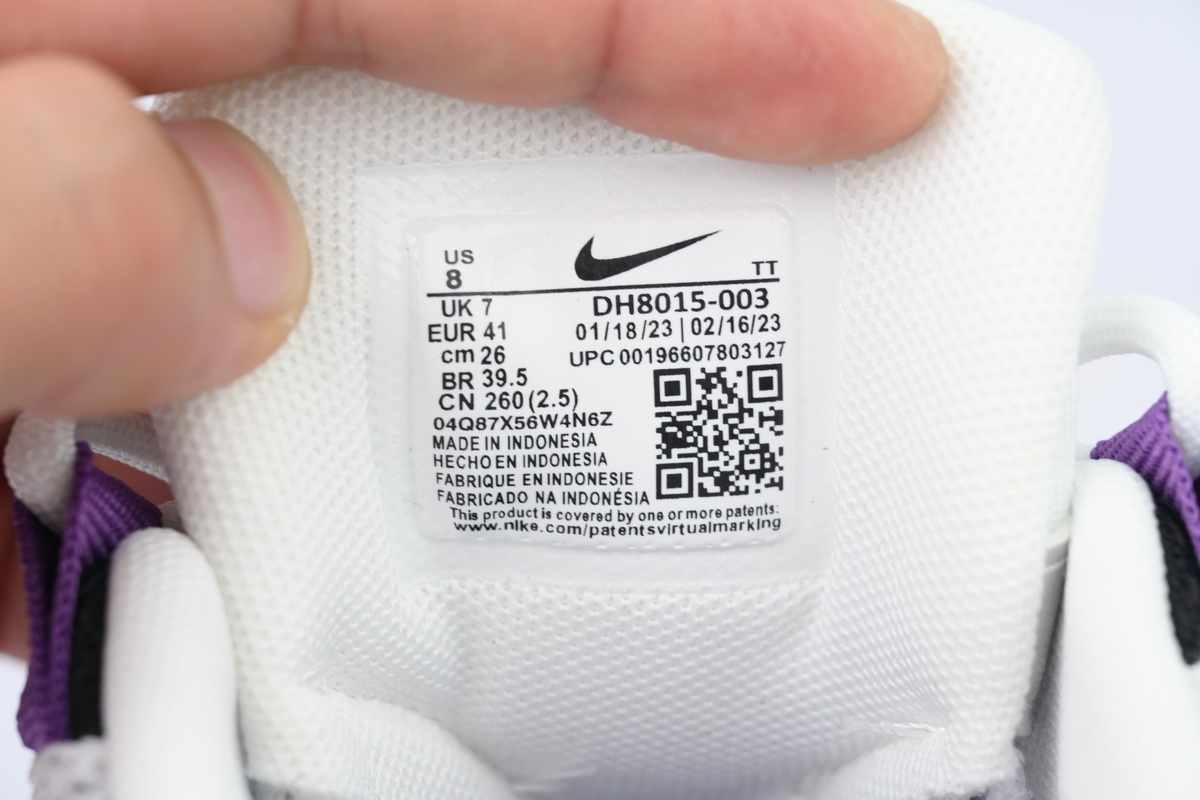 US
8
TT
UK 7 DH8015-003
EUR 41 01/18/23 | 02/16/23
cm 26 UPC 00196607803127
BR 39.5
CN 260 (2.5)
04Q87X56W4N6Z
MADE IN INDONESIA
HECHO EN INDONESIA
FABRIQUE EN INDONESIE
FABRICADO NA INDONÉSIA
This product is covered by one or more patents:
www.nike.com/patentsvirtualmarking